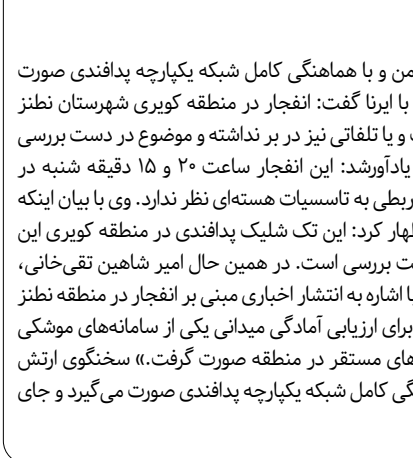 من و با هماهنگی کامل شبکه یکپارچه پدافندی صورت
با ایرنا گفت: انفجار در منطقه کویری شهرستان نطنز
و یا تلفاتی نیز در بر نداشته و موضوع در دست بررسی
یادآورشد: این انفجار ساعت ۲۰ و ۱۵ دقیقه شنبه در
ربطی به تاسسیات هسته‌ای نظر ندارد. وی با بیان اینکه
ظهار کرد: این تک شلیک پدافندی در منطقه کویری این
ت بررسی است. در همین حال امیر شاهین تقی‌خانی،
با اشاره به انتشار اخباری مبنی بر انفجار در منطقه نطنز
برای ارزیابی آمادگی میدانی یکی از سامانه‌های موشکی
های مستقر در منطقه صورت گرفت.» سخنگوی ارتش
گی کامل شبکه یکپارچه پدافندی صورت می‌گیرد و جای